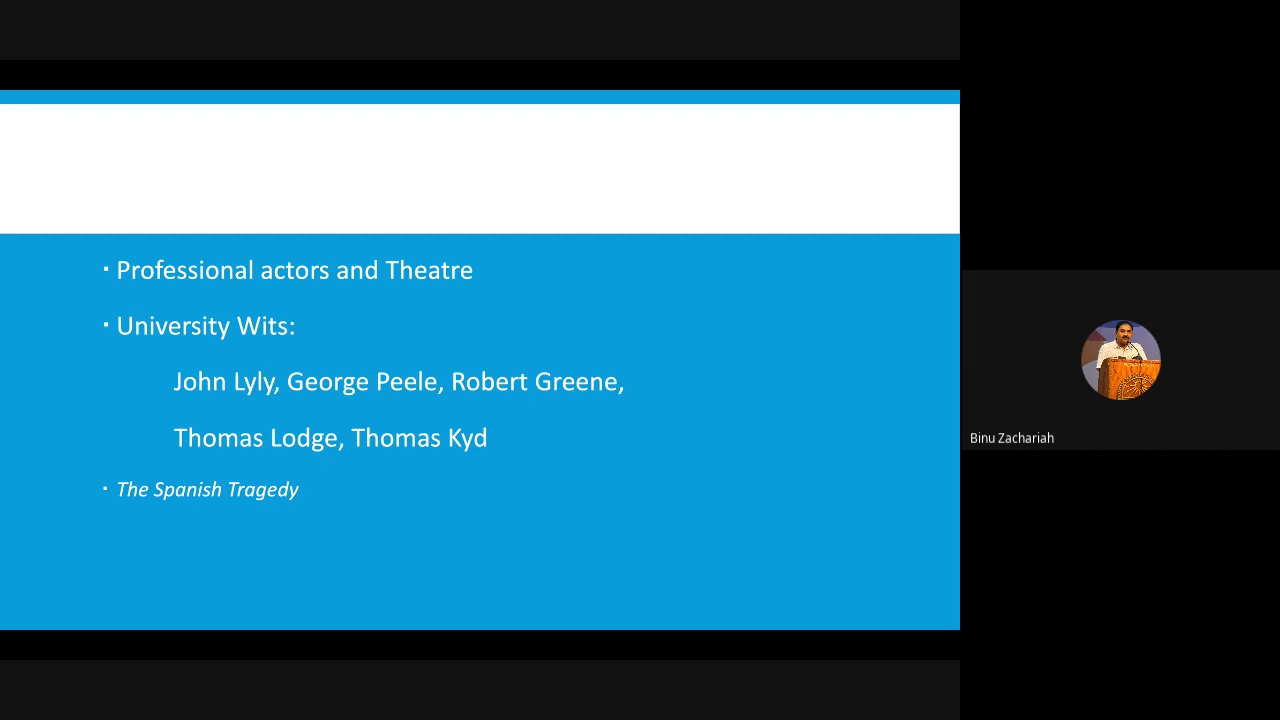 ▪ Professional actors and Theatre
▪ University Wits:
John Lyly, George Peele, Robert Greene,
Thomas Lodge, Thomas Kyd
▪ The Spanish Tragedy
Binu Zachariah